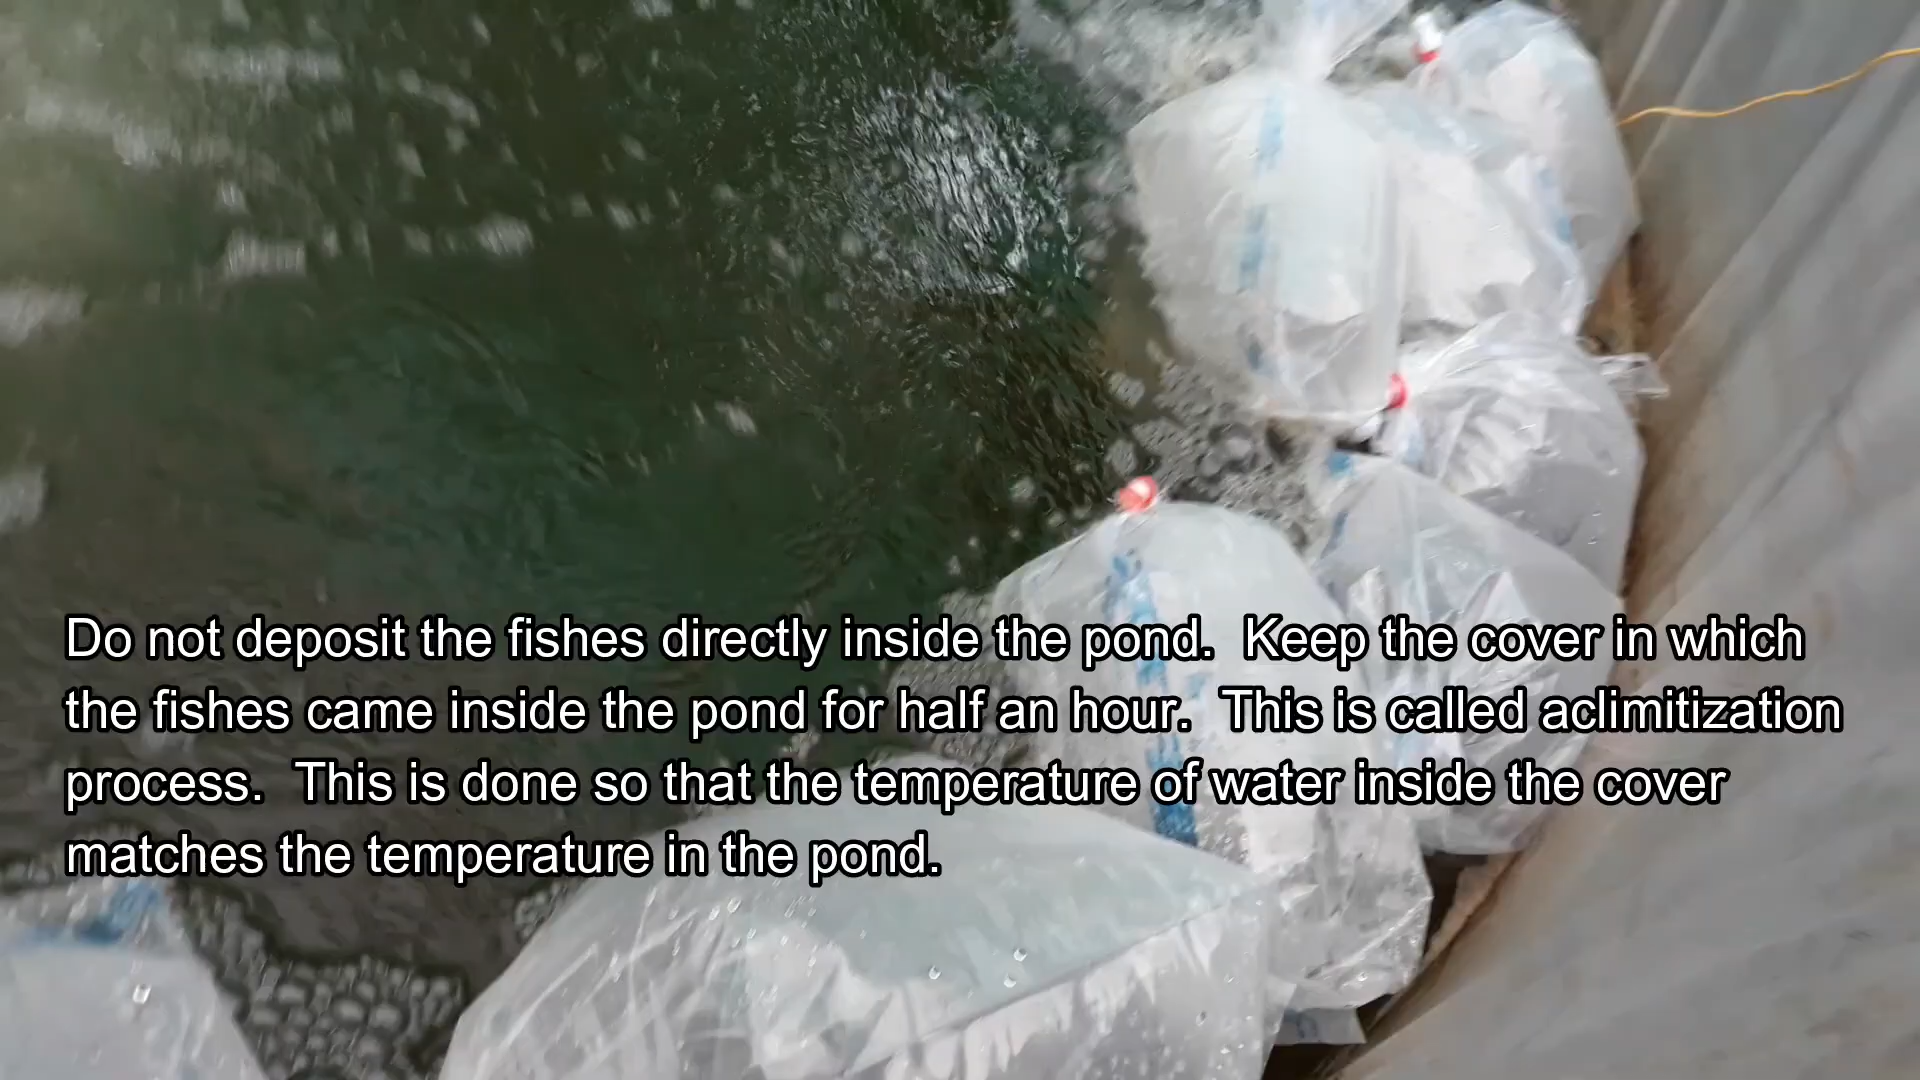 Do not deposit the fishes directly inside the pond.  Keep the cover in which
the fishes came inside the pond for half an hour.  This is called aclimitization
process.  This is done so that the temperature of water inside the cover
matches the temperature in the pond.